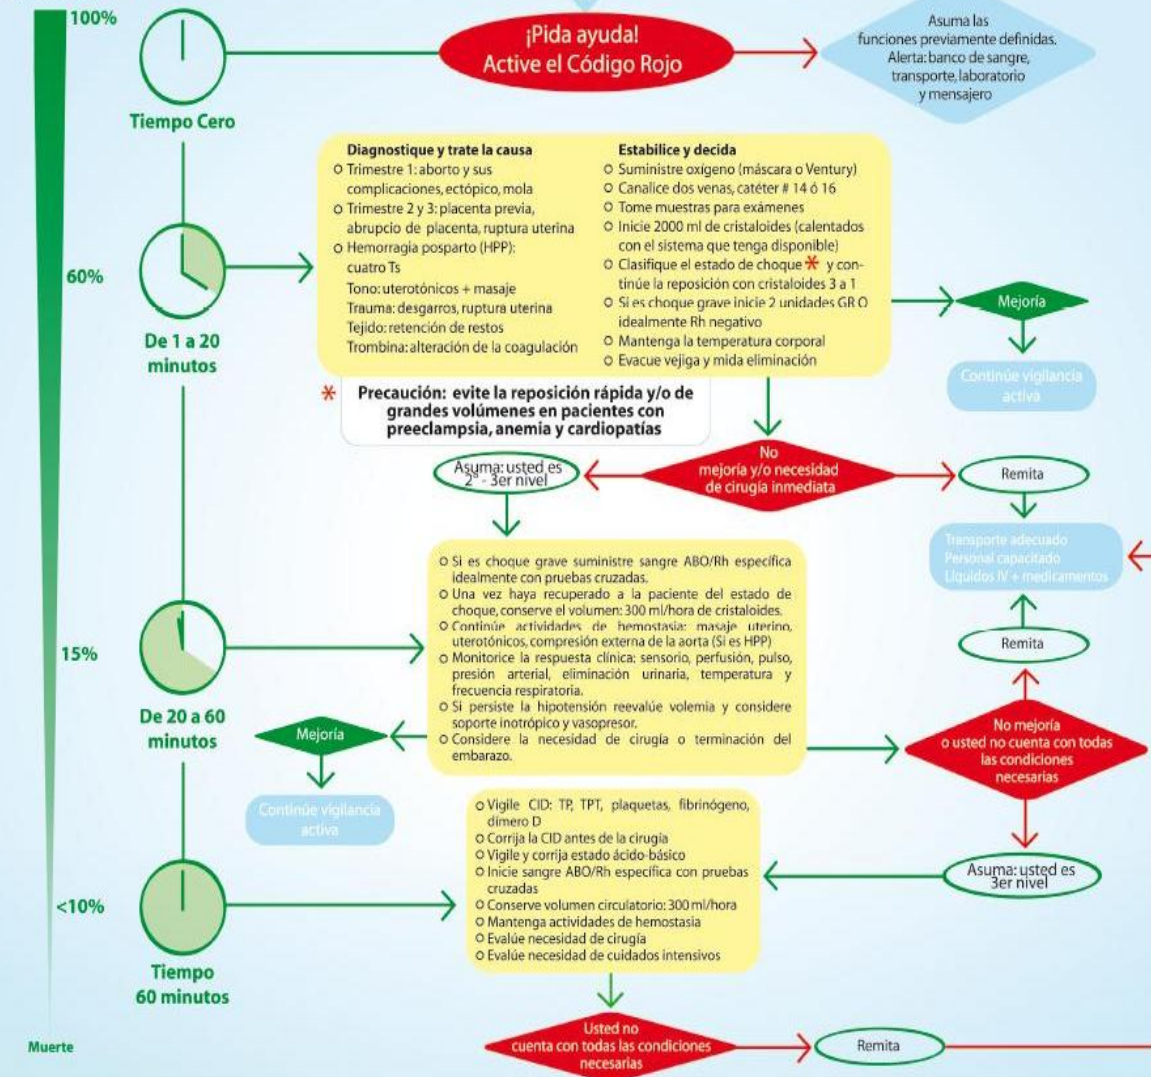 100%
¡Pida ayuda!
Active el Código Rojo
Asuma las
funciones previamente definidas.
Alerta: banco de sangre,
transporte, laboratorio
y mensajero
Tiempo Cero
Diagnostique y trate la causa
○ Trimestre 1: aborto y sus
complicaciones, ectópico, mola
○ Trimestre 2 y 3: placenta previa,
abrupcio de placenta, ruptura uterina
○ Hemorragia posparto (HPP):
cuatro Ts
Tono: uterotónicos + masaje
Trauma: desgarros, ruptura uterina
Tejido: retención de restos
Trombina: alteración de la coagulación
Estabilice y decida
○ Suministre oxígeno (máscara o Ventury)
○ Canalice dos venas, catéter # 14 ó 16
○ Tome muestras para exámenes
○ Inicie 2000 ml de cristaloides (calentados
con el sistema que tenga disponible)
○ Clasifique el estado de choque * y con-
tinúe la reposición con cristaloides 3 a 1
○ Si es choque grave inicie 2 unidades GR O
idealmente Rh negativo
○ Mantenga la temperatura corporal
○ Evacue vejiga y mida eliminación
60%
De 1 a 20
minutos
Mejoría
Continúe vigilancia
activa
* Precaución: evite la reposición rápida y/o de
grandes volúmenes en pacientes con
preeclampsia, anemia y cardiopatías
No
mejoría y/o necesidad
de cirugía inmediata
Asuma: usted es
2° - 3er nivel
Remita
Transporte adecuado
Personal capacitado
Líquidos IV + medicamentos
Remita
○ Si es choque grave suministre sangre ABO/Rh específica
idealmente con pruebas cruzadas.
○ Una vez haya recuperado a la paciente del estado de
choque, conserve el volumen: 300 ml/hora de cristaloides.
○ Continúe actividades de hemostasia: masaje uterino,
uterotónicos, compresión externa de la aorta (Si es HPP)
○ Monitorice la respuesta clínica: sensorio, perfusión, pulso,
presión arterial, eliminación urinaria, temperatura y
frecuencia respiratoria.
○ Si persiste la hipotensión reevalúe volemia y considere
soporte inotrópico y vasopresor.
○ Considere la necesidad de cirugía o terminación del
embarazo.
15%
De 20 a 60
minutos
Mejoría
Continúe vigilancia
activa
No mejoría
o usted no cuenta con todas
las condiciones
necesarias
Asuma: usted es
3er nivel
○ Vigile CID: TP, TPT, plaquetas, fibrinógeno,
dímero D
○ Corrija la CID antes de la cirugía
○ Vigile y corrija estado ácido-básico
○ Inicie sangre ABO/Rh específica con pruebas
cruzadas
○ Conserve volumen circulatorio: 300 ml/hora
○ Mantenga actividades de hemostasia
○ Evalúe necesidad de cirugía
○ Evalúe necesidad de cuidados intensivos
<10%
Tiempo
60 minutos
Muerte
Usted no
cuenta con todas las condiciones
necesarias
Remita